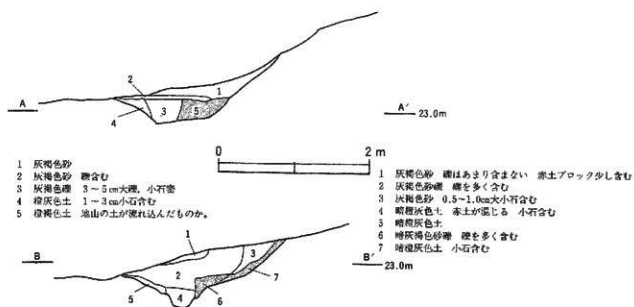 2
1
A
4
3
5
A′
23.0m
1 灰褐色砂
2 灰褐色砂 礫含む
3 灰褐色礫 3～5cm大礫，小石密
4 橙灰色土 1～3cm小石含む
5 橙褐色土 地山の土が流れ込んだものか。
0
2 m
1 灰褐色砂 礫はあまり含まない 赤土ブロック少し含む
2 灰褐色砂礫 礫を多く含む
3 灰褐色砂 0.5～1.0cm大小石含む
4 暗橙灰色土 赤土が混じる 小石含む
5 暗橙灰色土
6 暗灰褐色砂礫 礫を多く含む
7 暗橙灰色土 小石含む
B
1
2
3
7
5
4
6
B′
23.0m